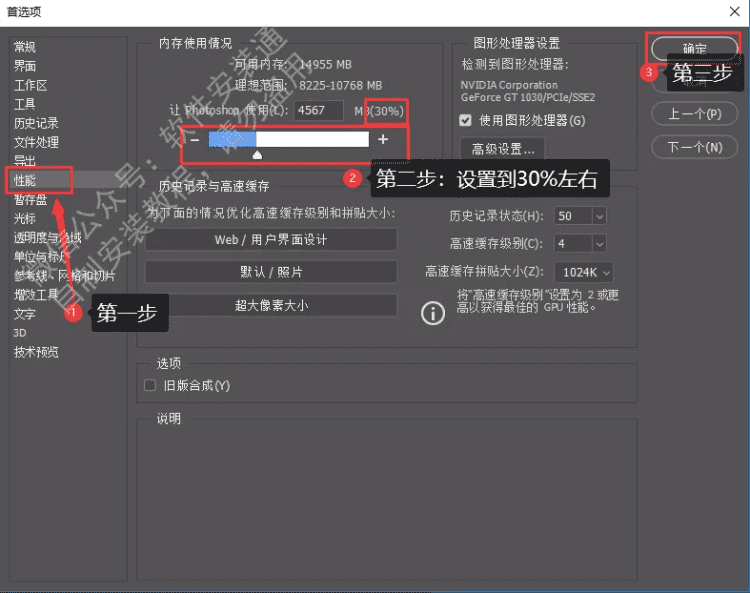 首选项
常规
界面
工作区
工具
历史记录
文件处理
导出
性能
暂存盘
光标
透明度与色域
单位与标尺
参考线、网格和切片
增效工具
文字
3D
技术预览
1 第一步
内存使用情况
可用内存: 14955 MB
理想范围: 8225-10768 MB
让 Photoshop 使用(L): 4567 MB(30%)
− +
2 第二步：设置到30%左右
图形处理器设置
检测到图形处理器:
NVIDIA Corporation
GeForce GT 1030/PCIe/SSE2
使用图形处理器(G)
高级设置...
历史记录与高速缓存
为下面的情况优化高速缓存级别和拼贴大小:
Web / 用户界面设计
默认 / 照片
超大像素大小
历史记录状态(H): 50
高速缓存级别(C): 4
高速缓存拼贴大小(Z): 1024K
将“高速缓存级别”设置为 2 或更
高以获得最佳的 GPU 性能。
选项
旧版合成(Y)
说明
确定
取消
3 第三步
上一个(P)
下一个(N)
微信公众号：软件安装通
自制安装教程，请勿盗用